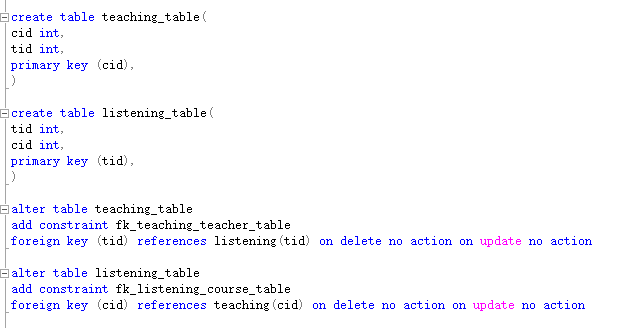 create table teaching_table(
cid int,
tid int,
primary key (cid),
)
create table listening_table(
tid int,
cid int,
primary key (tid),
)
alter table teaching_table
add constraint fk_teaching_teacher_table
foreign key (tid) references listening(tid) on delete no action on update no action
alter table listening_table
add constraint fk_listening_course_table
foreign key (cid) references teaching(cid) on delete no action on update no action